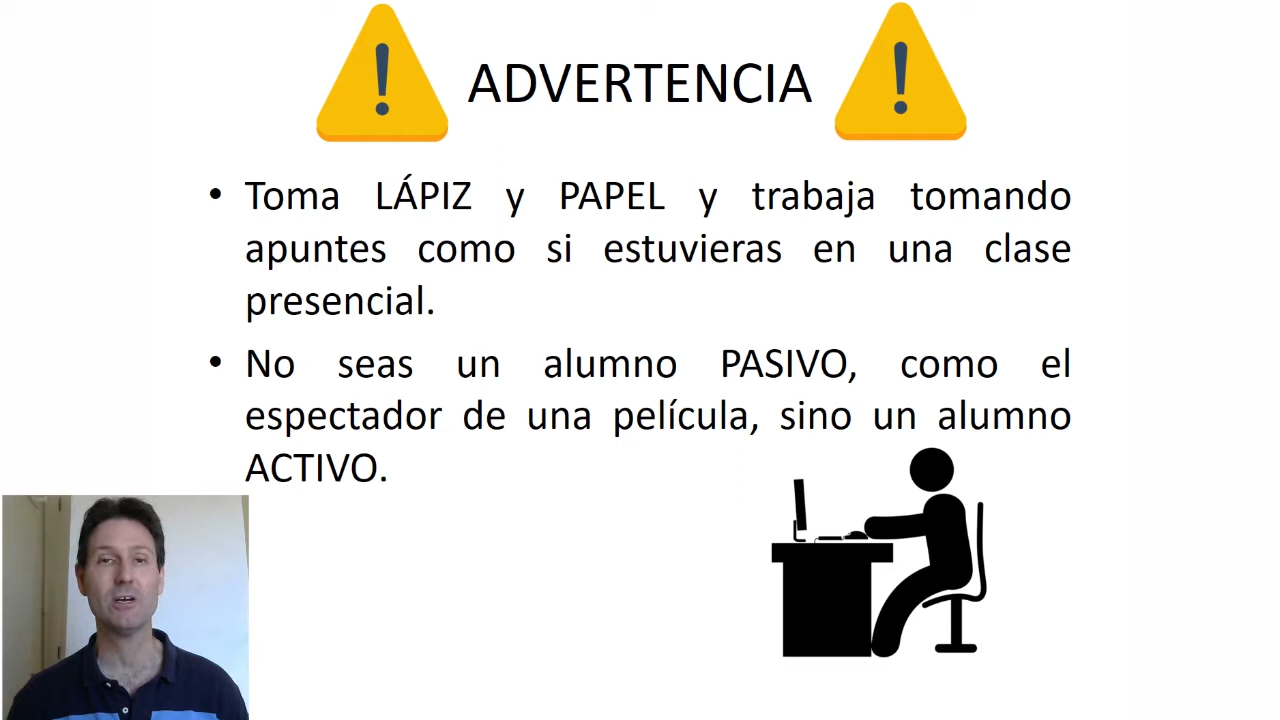 ADVERTENCIA
• Toma LÁPIZ y PAPEL y trabaja tomando
apuntes como si estuvieras en una clase
presencial.
• No seas un alumno PASIVO, como el
espectador de una película, sino un alumno
ACTIVO.